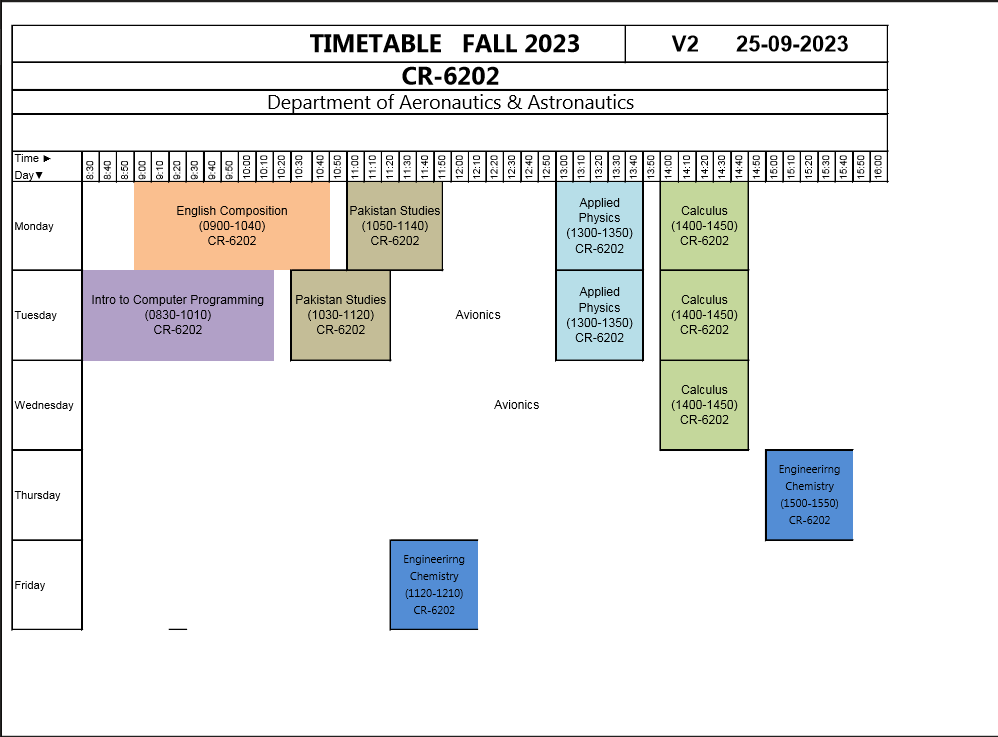 TIMETABLE FALL 2023 V2 25-09-2023
CR-6202
Department of Aeronautics & Astronautics
Time ►
Day▼
8:30 8:40 8:50 9:00 9:10 9:20 9:30 9:40 9:50 10:00 10:10 10:20 10:30 10:40 10:50 11:00 11:10 11:20 11:30 11:40 11:50 12:00 12:10 12:20 12:30 12:40 12:50 13:00 13:10 13:20 13:30 13:40 13:50 14:00 14:10 14:20 14:30 14:40 14:50 15:00 15:10 15:20 15:30 15:40 15:50 16:00
Monday
English Composition
(0900-1040)
CR-6202
Pakistan Studies
(1050-1140)
CR-6202
Applied
Physics
(1300-1350)
CR-6202
Calculus
(1400-1450)
CR-6202
Tuesday
Intro to Computer Programming
(0830-1010)
CR-6202
Pakistan Studies
(1030-1120)
CR-6202
Avionics
Applied
Physics
(1300-1350)
CR-6202
Calculus
(1400-1450)
CR-6202
Wednesday
Avionics
Calculus
(1400-1450)
CR-6202
Thursday
Engineerirng
Chemistry
(1500-1550)
CR-6202
Friday
Engineerirng
Chemistry
(1120-1210)
CR-6202